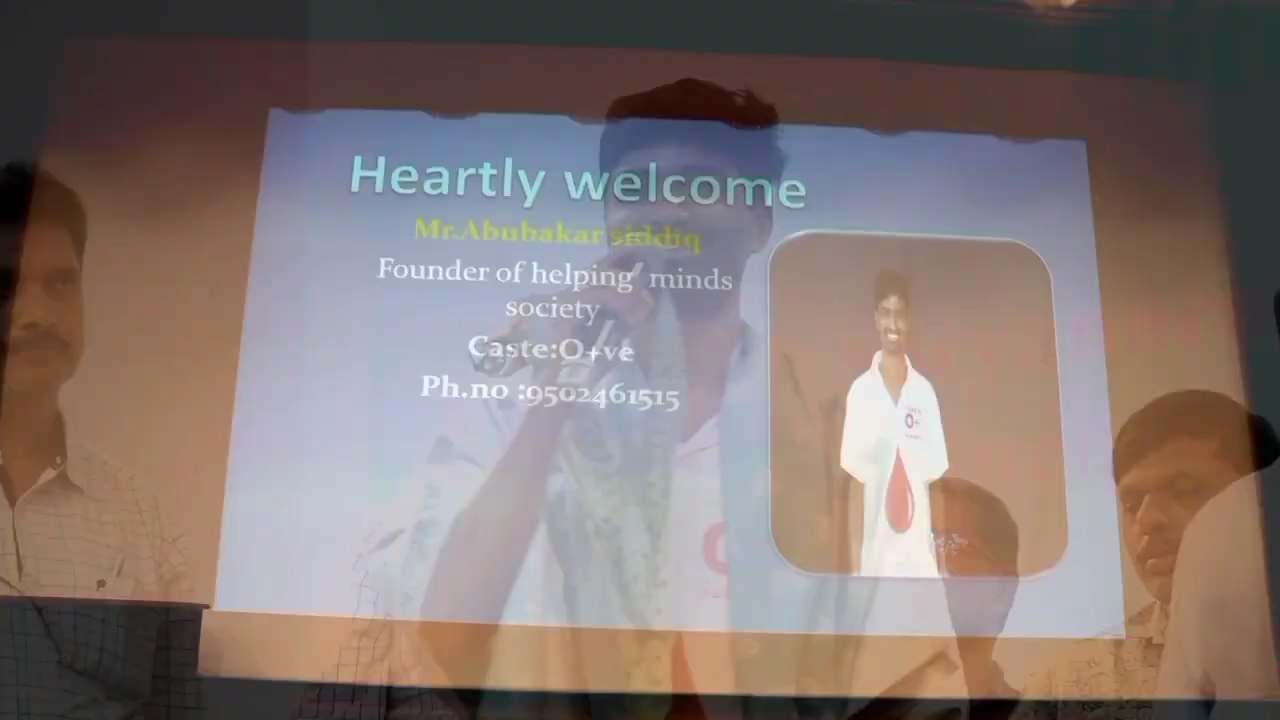 Heartly welcome
Mr.Abubakar siddiq
Founder of helping minds
society
Caste:O+ve
Ph.no :9502461515
O+